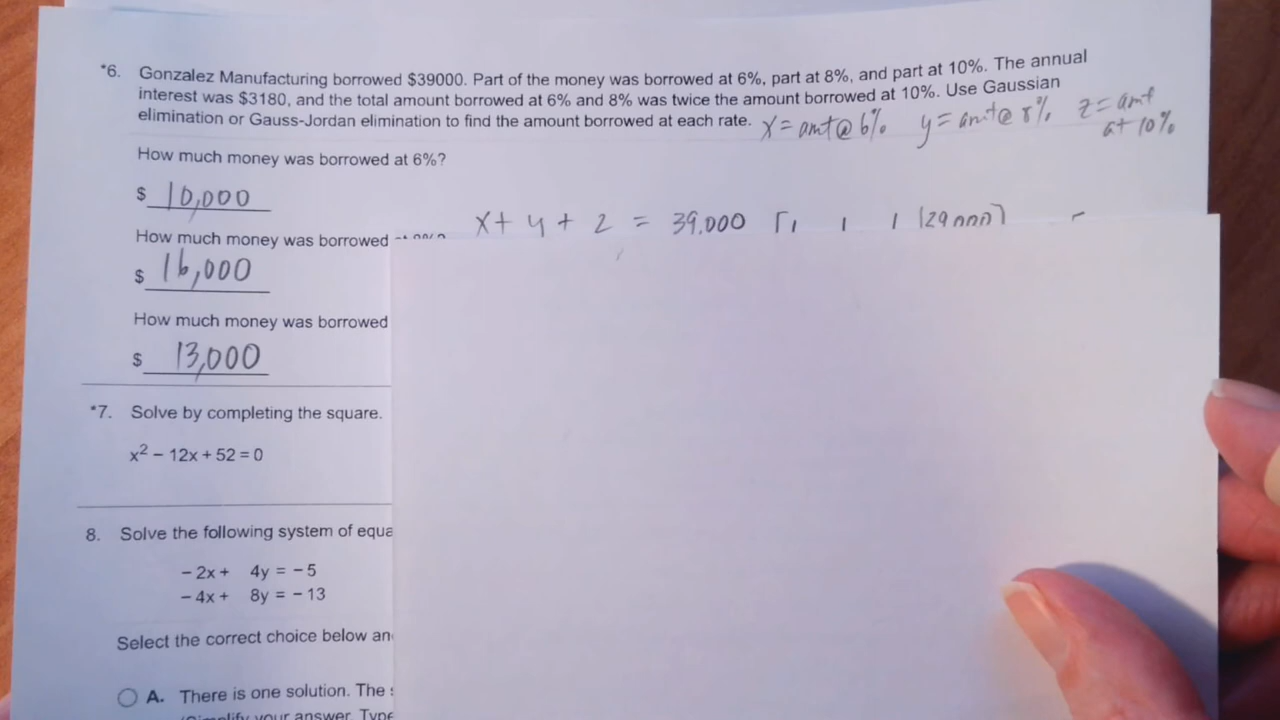 *6. Gonzalez Manufacturing borrowed $39000. Part of the money was borrowed at 6%, part at 8%, and part at 10%. The annual
interest was $3180, and the total amount borrowed at 6% and 8% was twice the amount borrowed at 10%. Use Gaussian
elimination or Gauss-Jordan elimination to find the amount borrowed at each rate. x = amt @ 6% y = amt @ 8% z = amt
at 10%
How much money was borrowed at 6%?
$ 10,000
x + y + z = 39,000 [1 1 1
How much money was borrowed
$ 16,000
How much money was borrowed
$ 13,000
*7. Solve by completing the square.
x2 – 12x + 52 = 0
8. Solve the following system of equa
– 2x + 4y = – 5
– 4x + 8y = – 13
Select the correct choice below an
A. There is one solution. The
your answer. Type